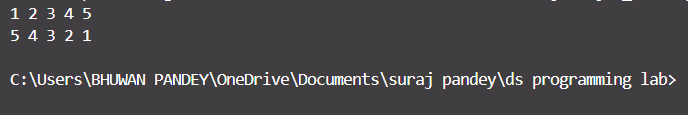 1 2 3 4 5
5 4 3 2 1
C:\Users\BHUWAN PANDEY\OneDrive\Documents\suraj pandey\ds programming lab>